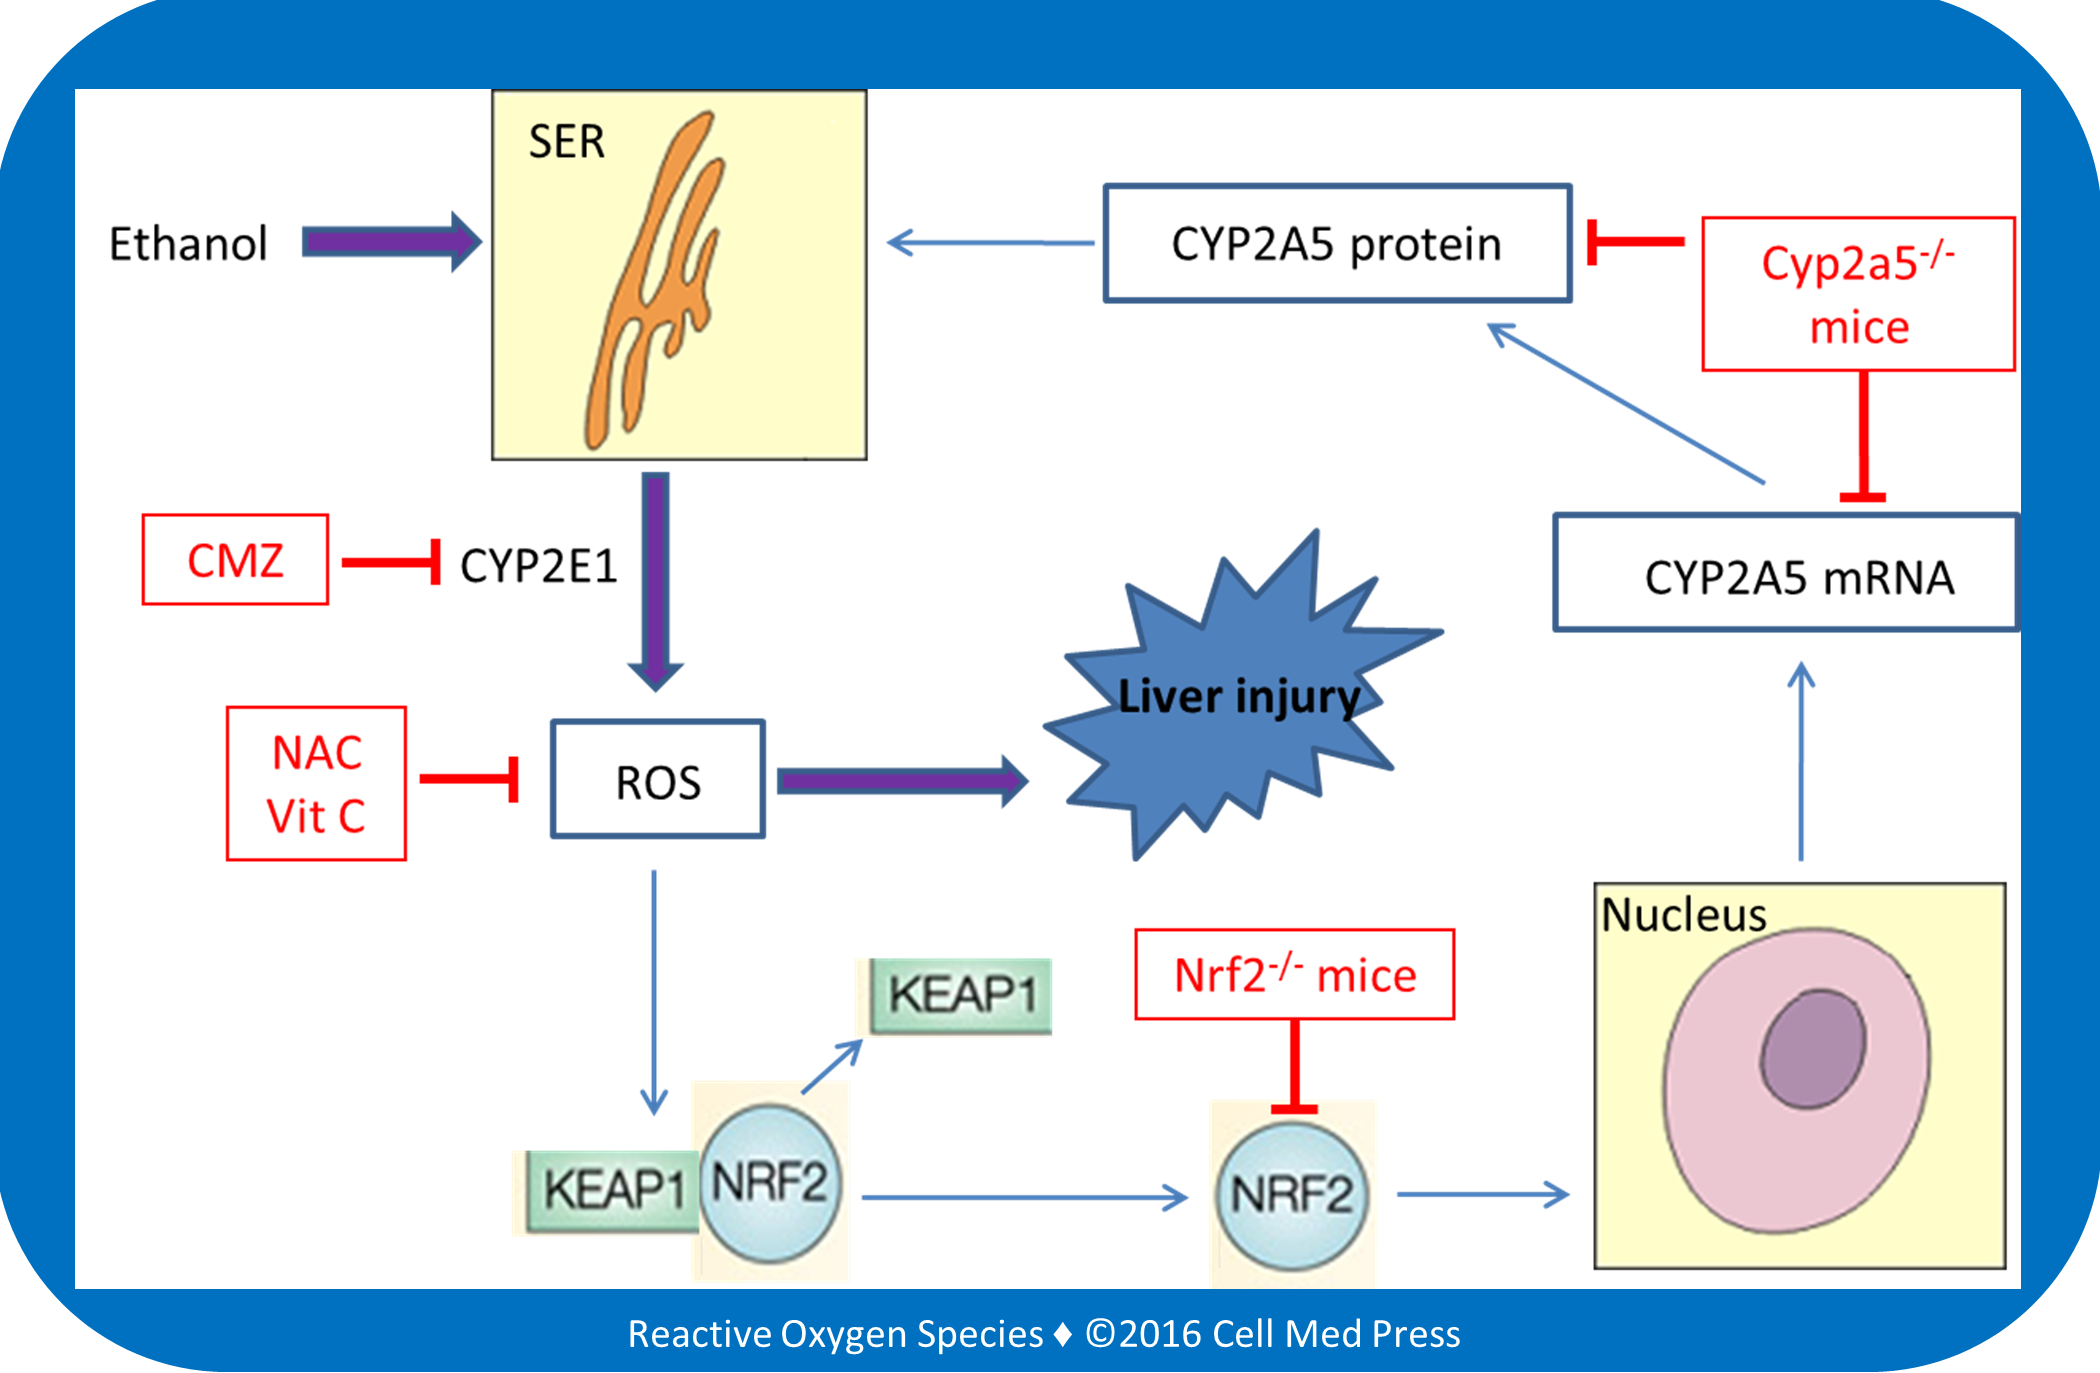 SER
Ethanol
CYP2A5 protein
Cyp2a5-/-
mice
CMZ
CYP2E1
CYP2A5 mRNA
Liver injury
NAC
Vit C
ROS
Nucleus
Nrf2-/- mice
KEAP1
KEAP1
NRF2
NRF2
Reactive Oxygen Species ♦ ©2016 Cell Med Press